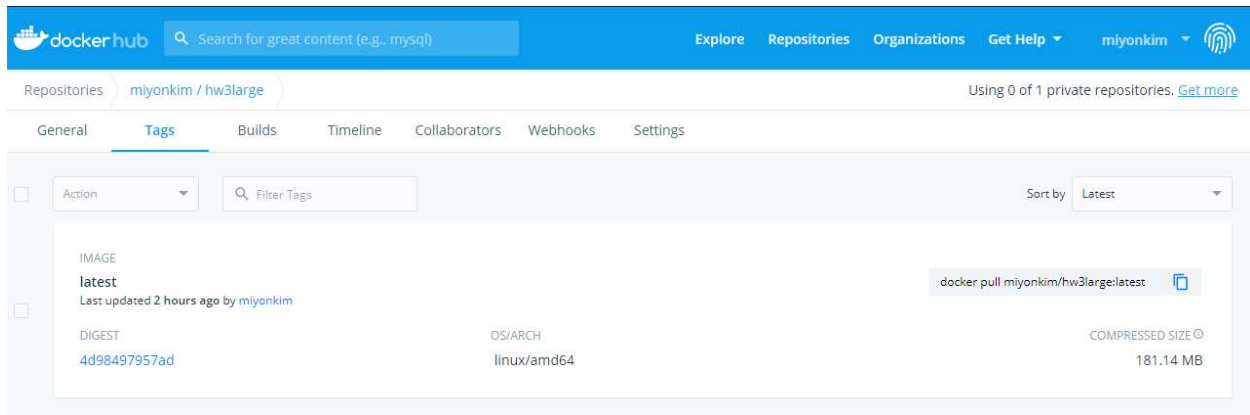 docker hub Search for great content (e.g., mysql) Explore Repositories Organizations Get Help miyonkim
Repositories miyonkim / hw3large Using 0 of 1 private repositories. Get more
General Tags Builds Timeline Collaborators Webhooks Settings
Action Filter Tags Sort by Latest
IMAGE
latest docker pull miyonkim/hw3large:latest
Last updated 2 hours ago by miyonkim
DIGEST OS/ARCH COMPRESSED SIZE
4d98497957ad linux/amd64 181.14 MB